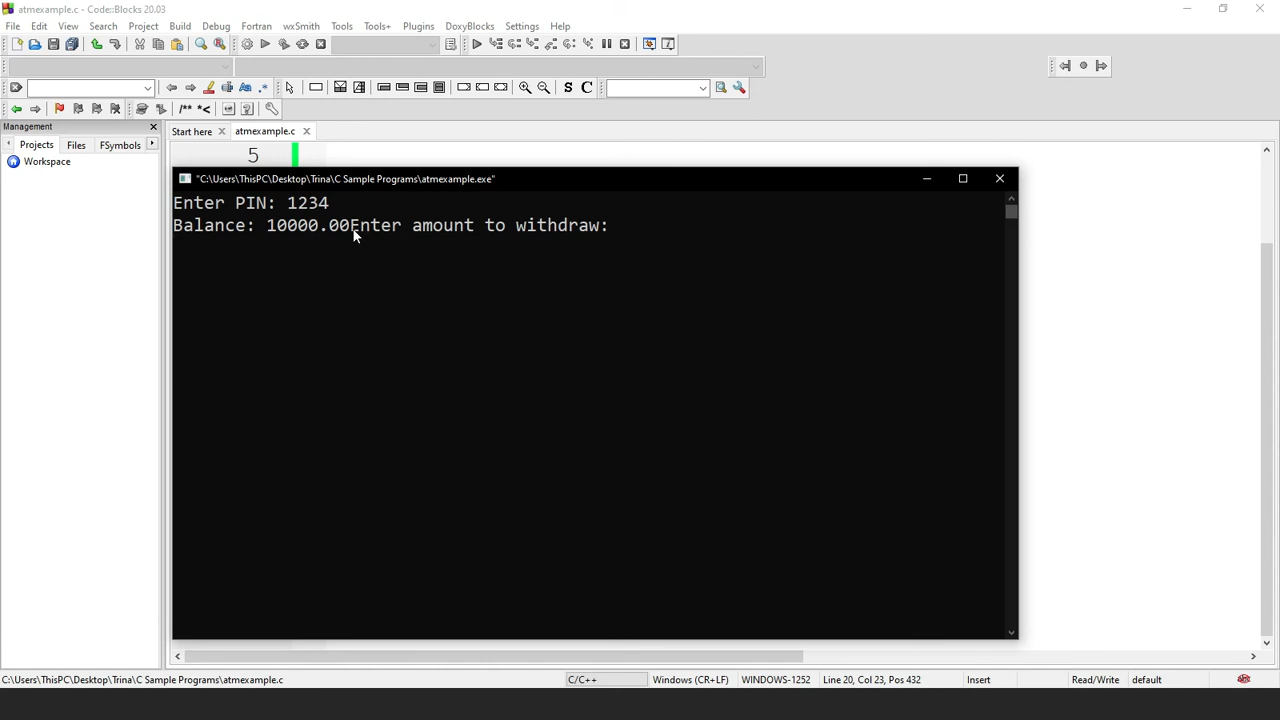 atmexample.c - Code::Blocks 20.03
File Edit View Search Project Build Debug Fortran wxSmith Tools Tools+ Plugins DoxyBlocks Settings Help
/** *<
Management
Start here atmexample.c
Projects Files FSymbols
5
Workspace
"C:\Users\ThisPC\Desktop\Trina\C Sample Programs\atmexample.exe"
Enter PIN: 1234
Balance: 10000.00Enter amount to withdraw:
C:\Users\ThisPC\Desktop\Trina\C Sample Programs\atmexample.c C/C++ Windows (CR+LF) WINDOWS-1252 Line 20, Col 23, Pos 432 Insert Read/Write default